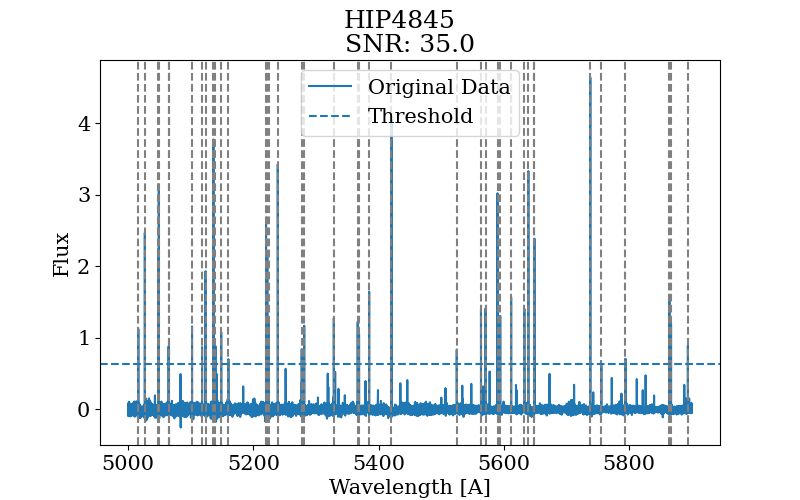 HIP4845
SNR: 35.0
Original Data
Threshold
Flux
4
3
2
1
0
5000 5200 5400 5600 5800
Wavelength [A]